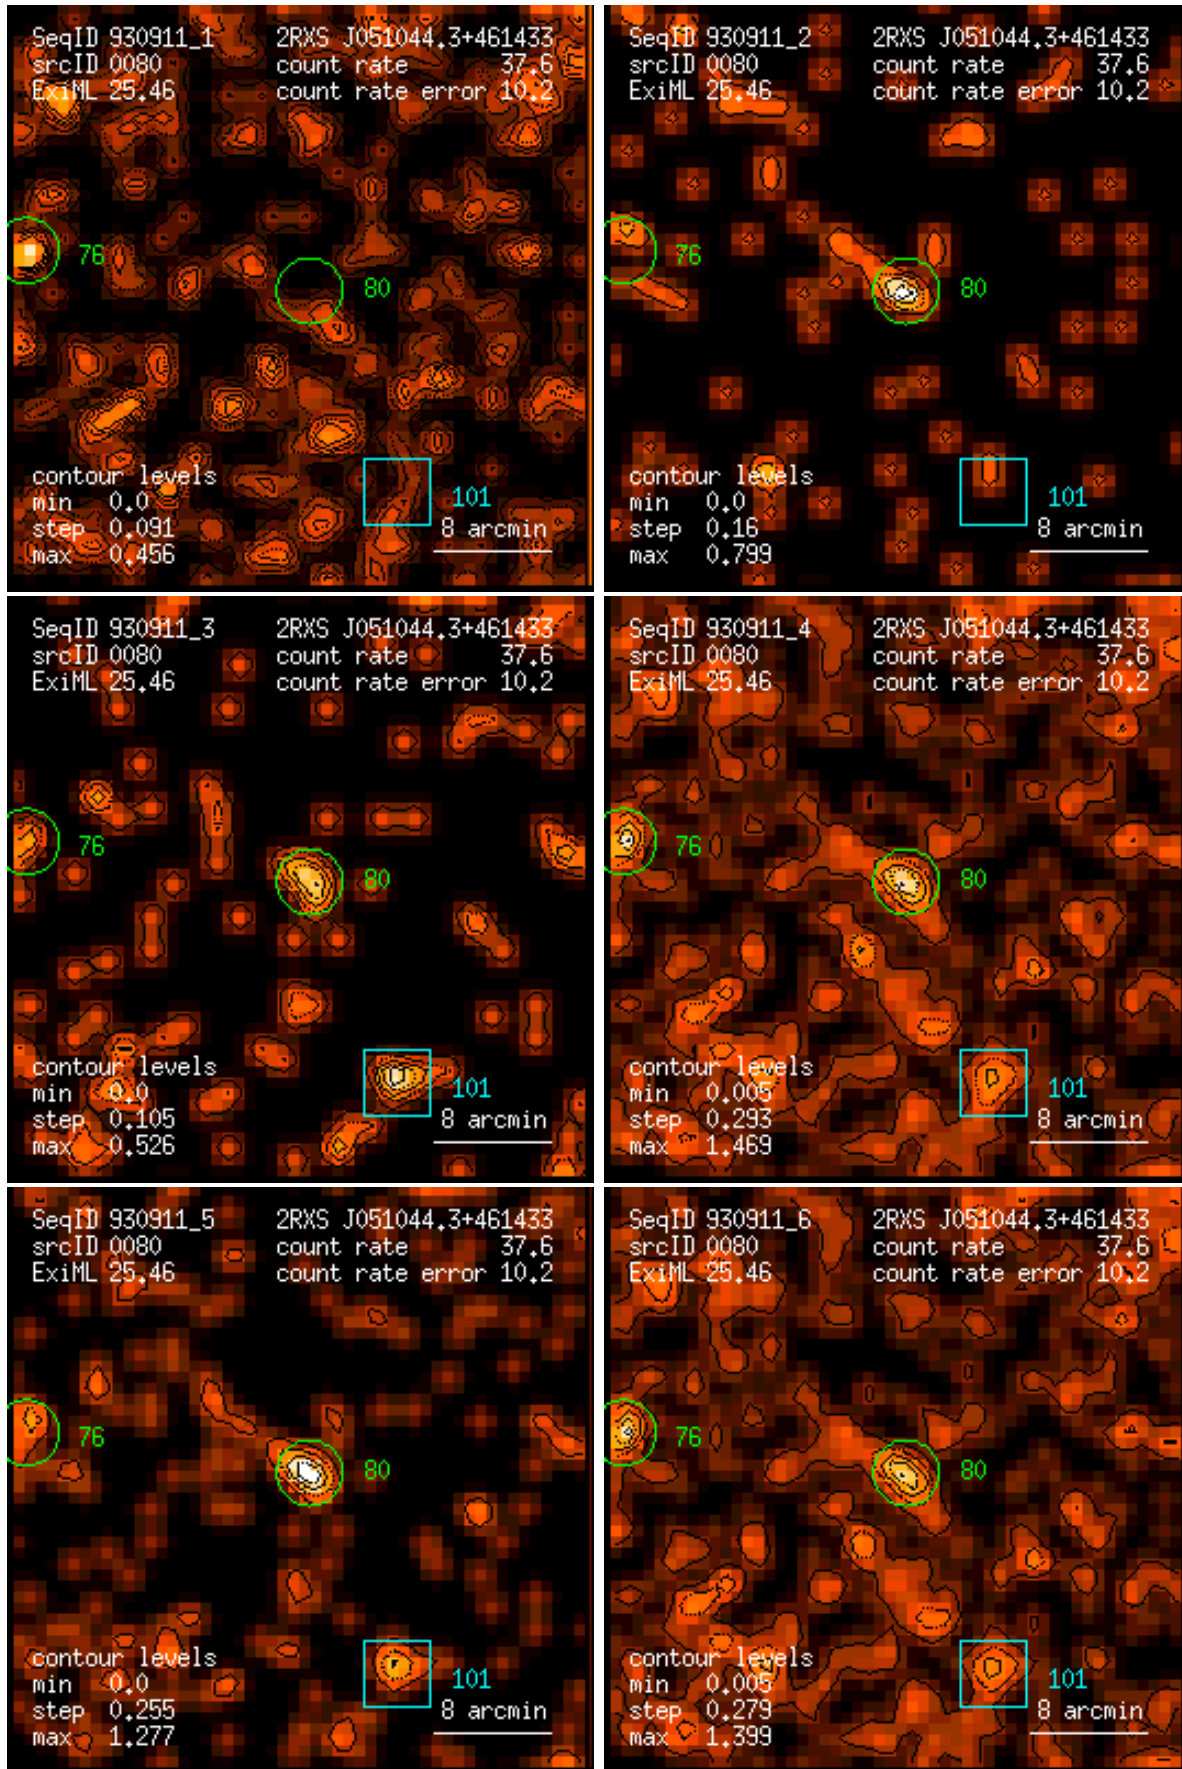 SeqID 930911_1 2RXS J051044.3+461433
srcID 0080 count rate 37.6
ExiML 25.46 count rate error 10.2
76
80
contour levels
min 0.0
101
step 0.091 8 arcmin
max 0.456
SeqID 930911_2 2RXS J051044.3+461433
srcID 0080 count rate 37.6
ExiML 25.46 count rate error 10.2
76
80
contour levels
min 0.0
101
step 0.16 8 arcmin
max 0.799
SeqID 930911_3 2RXS J051044.3+461433
srcID 0080 count rate 37.6
ExiML 25.46 count rate error 10.2
76
80
contour levels
min 0.0
101
step 0.105 8 arcmin
max 0.526
SeqID 930911_4 2RXS J051044.3+461433
srcID 0080 count rate 37.6
ExiML 25.46 count rate error 10.2
76
80
contour levels
min 0.005
101
step 0.293 8 arcmin
max 1.469
SeqID 930911_5 2RXS J051044.3+461433
srcID 0080 count rate 37.6
ExiML 25.46 count rate error 10.2
76
80
contour levels
min 0.0
101
step 0.255 8 arcmin
max 1.277
SeqID 930911_6 2RXS J051044.3+461433
srcID 0080 count rate 37.6
ExiML 25.46 count rate error 10.2
76
80
contour levels
min 0.005
101
step 0.279 8 arcmin
max 1.399